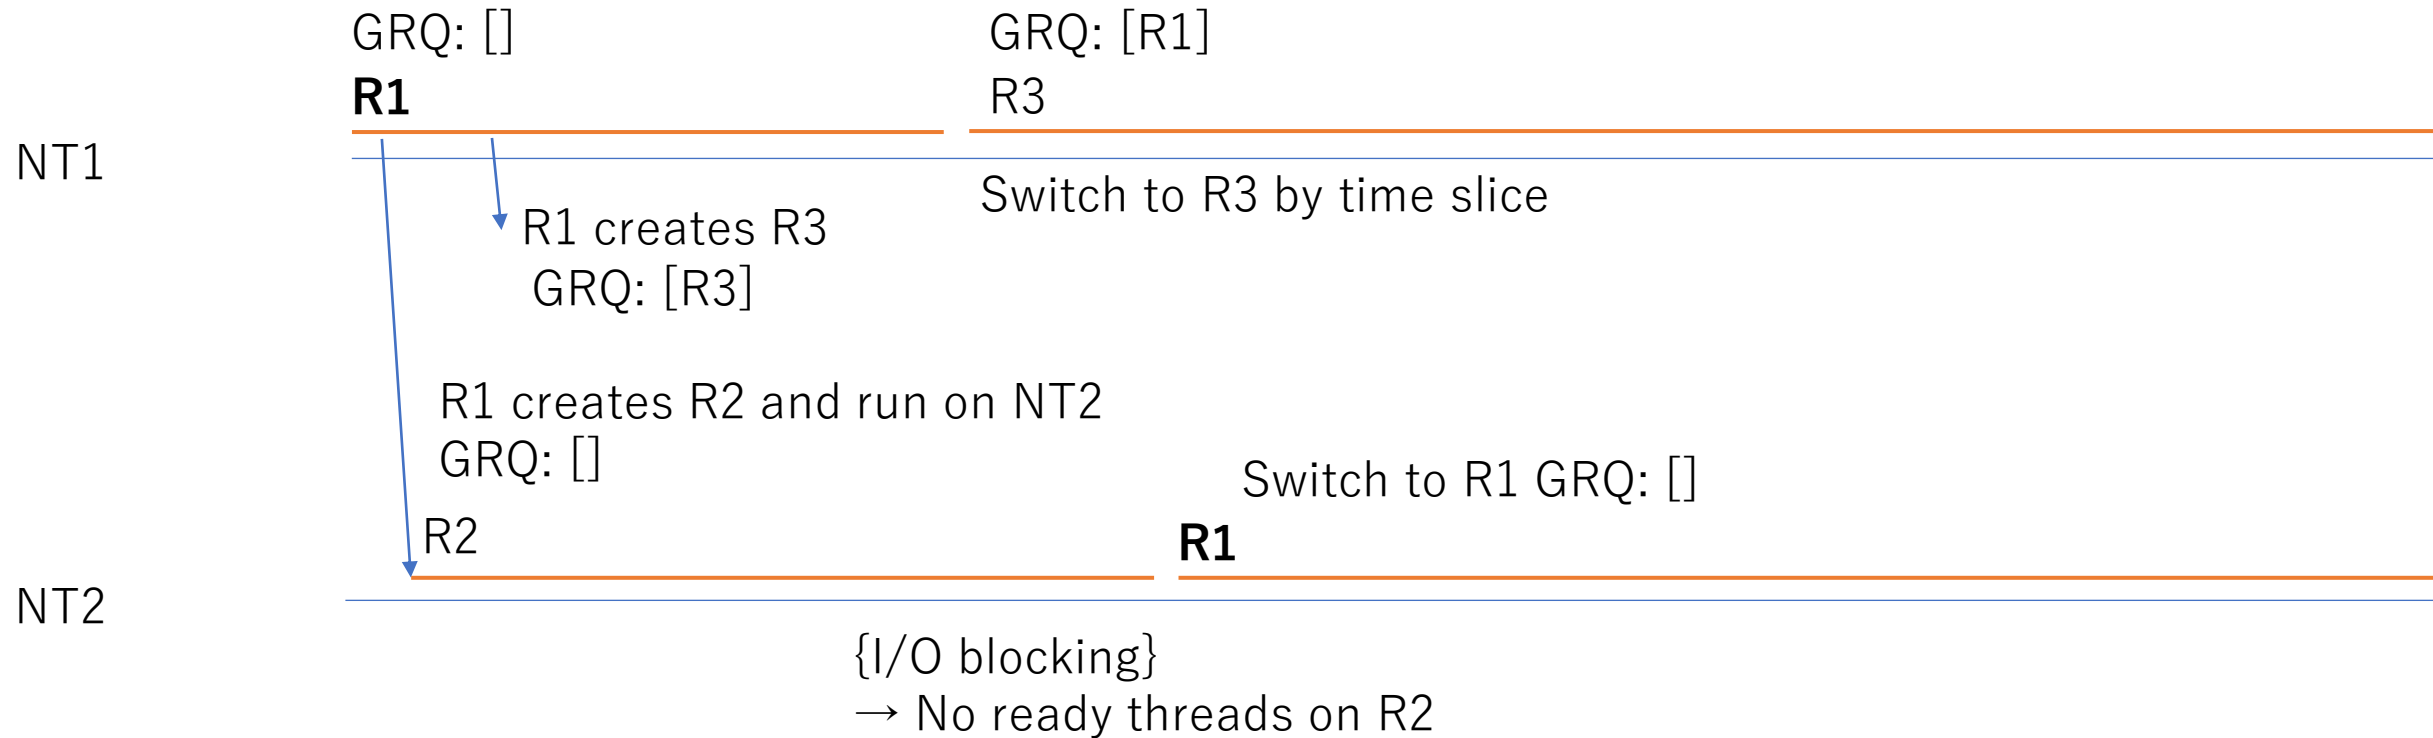 GRQ: []
GRQ: [R1]
R1
R3
NT1
Switch to R3 by time slice
R1 creates R3
GRQ: [R3]
R1 creates R2 and run on NT2
GRQ: []
Switch to R1 GRQ: []
R2
R1
NT2
{I/O blocking}
→ No ready threads on R2